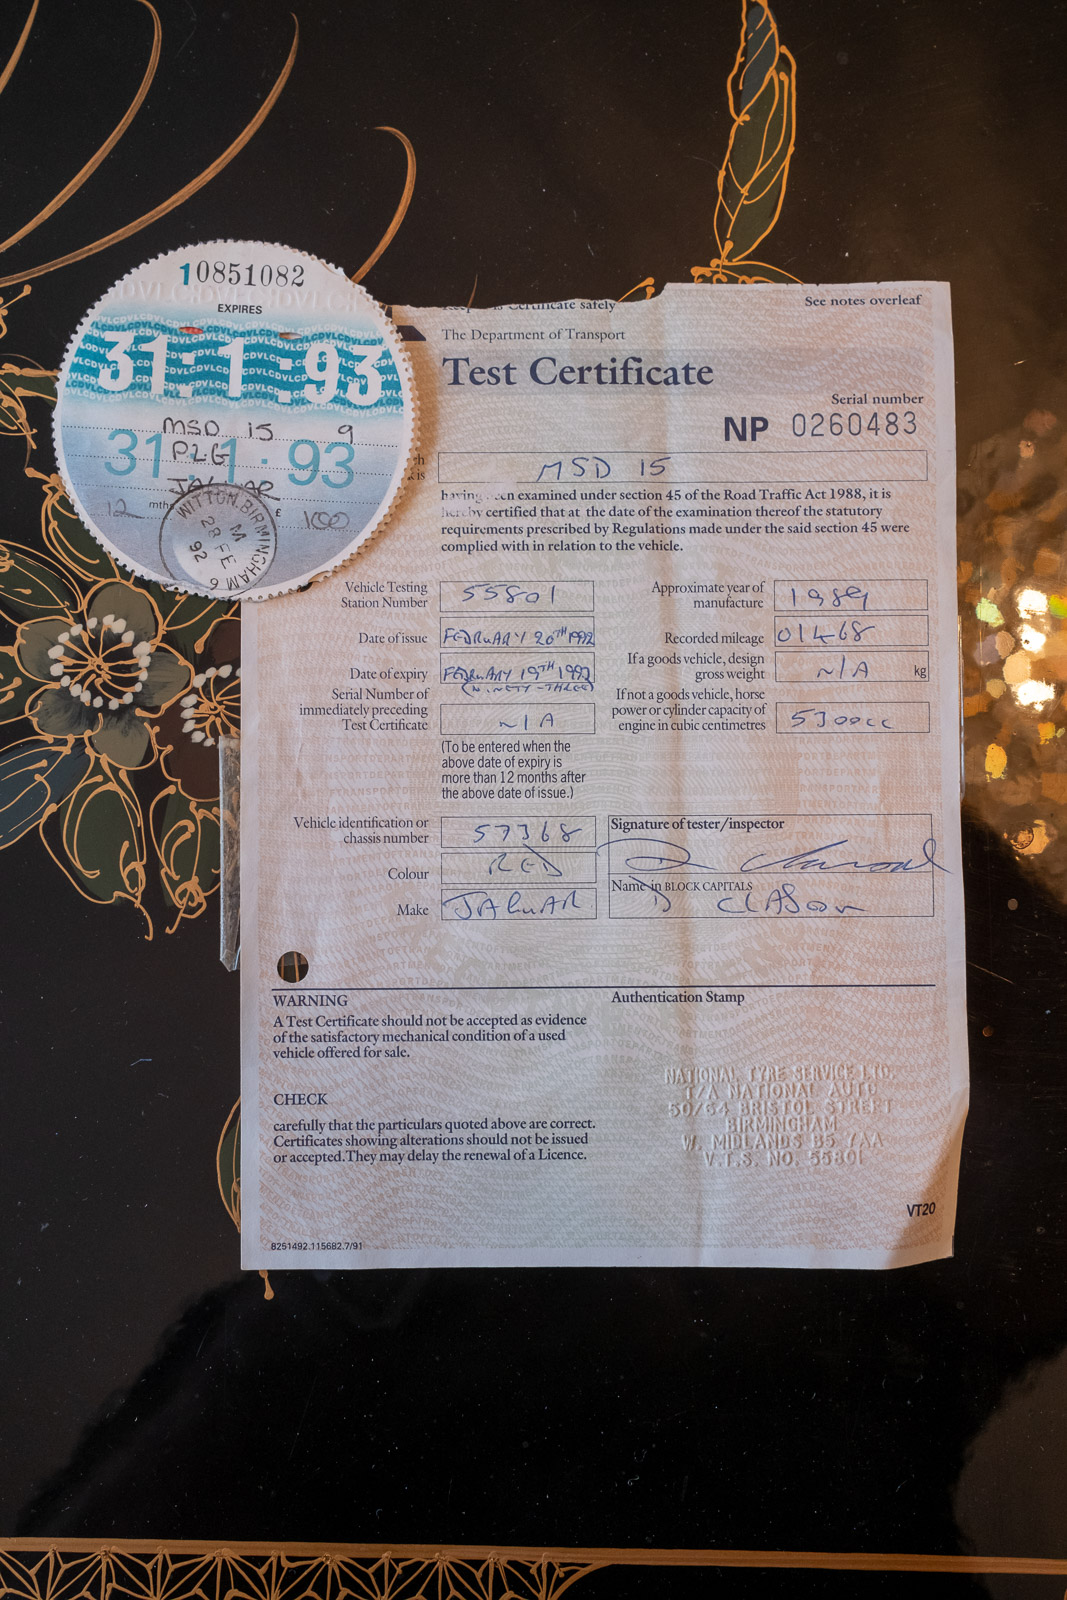 10851082
EXPIRES
31:1:93
MSD 15 9
31·1·93
PLG
JAGUAR
12 mths £ 100
WITTON.BIRMINGHAM 6
M
28 FE
92
Certificate safely
See notes overleaf
The Department of Transport
Test Certificate
Serial number
NP 0260483
MSD 15
having been examined under section 45 of the Road Traffic Act 1988, it is
hereby certified that at the date of the examination thereof the statutory
requirements prescribed by Regulations made under the said section 45 were
complied with in relation to the vehicle.
Vehicle Testing
Station Number
55801
Approximate year of
manufacture
1989
Date of issue
FEBRUARY 20TH 1992
Recorded mileage
01468
Date of expiry
FEBRUARY 19TH 1993
(NINETY-THREE)
If a goods vehicle, design
gross weight
N/A
kg
Serial Number of
immediately preceding
Test Certificate
N/A
If not a goods vehicle, horse
power or cylinder capacity of
engine in cubic centimetres
5300cc
(To be entered when the
above date of expiry is
more than 12 months after
the above date of issue.)
Vehicle identification or
chassis number
57368
Colour
RED
Make
JAGUAR
Signature of tester/inspector
Name in BLOCK CAPITALS
D CLASON
WARNING
A Test Certificate should not be accepted as evidence
of the satisfactory mechanical condition of a used
vehicle offered for sale.
CHECK
carefully that the particulars quoted above are correct.
Certificates showing alterations should not be issued
or accepted.They may delay the renewal of a Licence.
Authentication Stamp
NATIONAL TYRE SERVICE LTD.
T/A NATIONAL AUTO
50/64 BRISTOL STREET
BIRMINGHAM
W. MIDLANDS B5 7AA
V.T.S. NO. 55801
VT20
8251492.115682.7/91